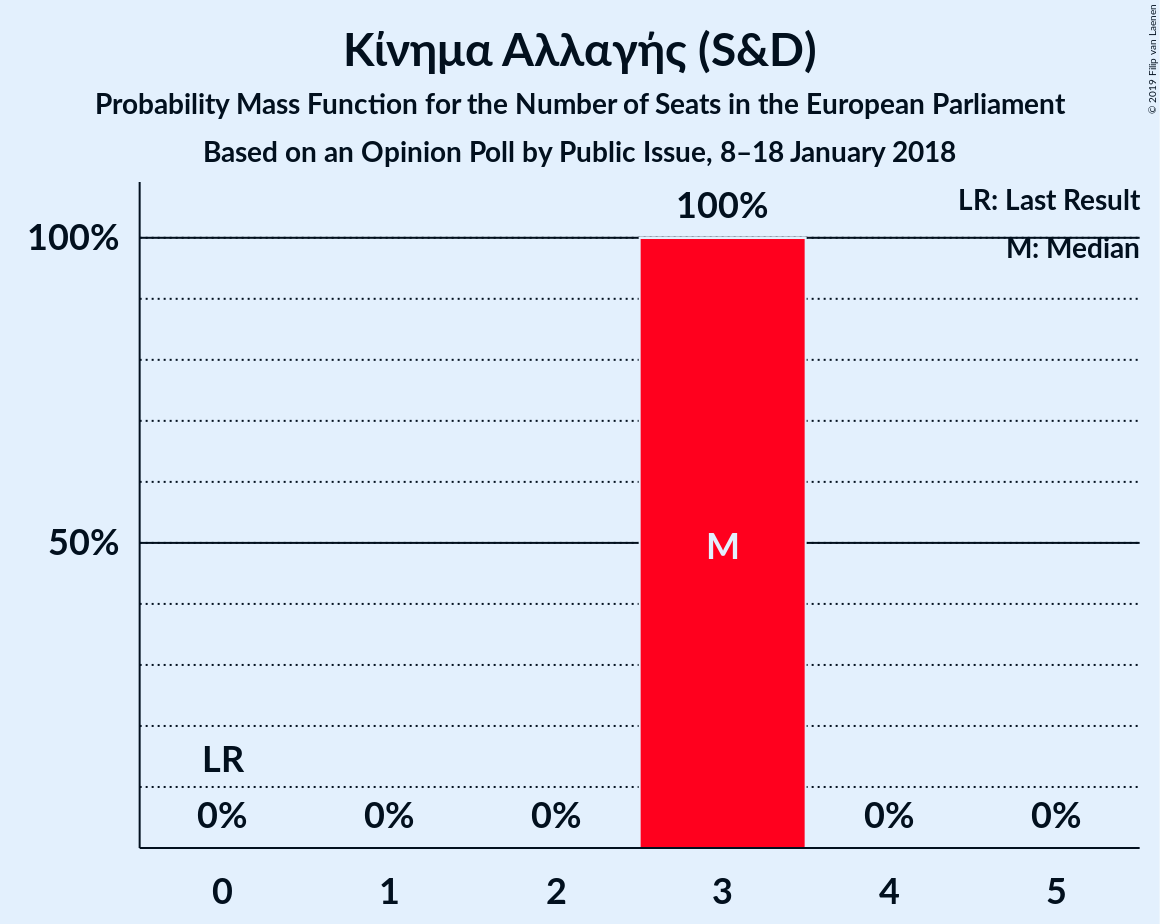 Κίνημα Αλλαγής (S&D)
Probability Mass Function for the Number of Seats in the European Parliament
Based on an Opinion Poll by Public Issue, 8–18 January 2018
© 2019 Filip van Laenen
LR: Last Result
M: Median
100%
100%
50%
M
LR
0% 0% 0% 0% 0%
0 1 2 3 4 5